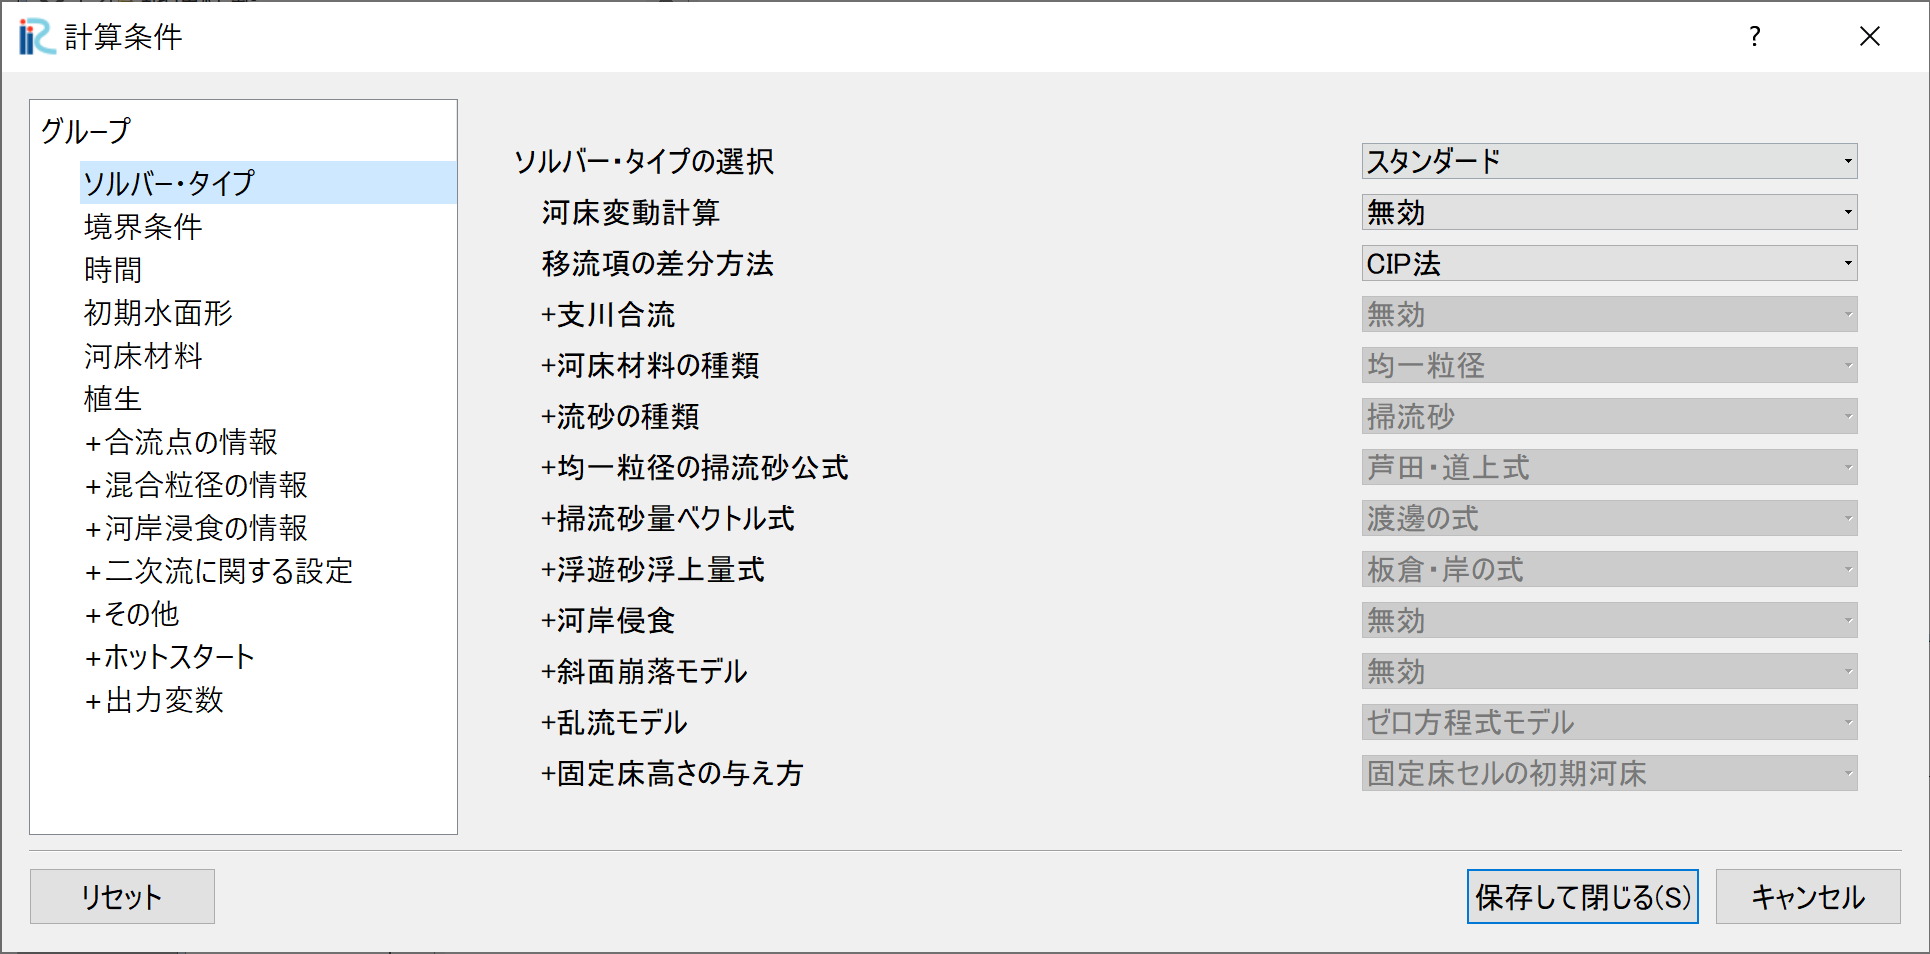 iRC 計算条件 ?
グループ
ソルバー・タイプ
境界条件
時間
初期水面形
河床材料
植生
+合流点の情報
+混合粒径の情報
+河岸浸食の情報
+二次流に関する設定
+その他
+ホットスタート
+出力変数
ソルバー・タイプの選択 スタンダード
河床変動計算 無効
移流項の差分方法 CIP法
+支川合流 無効
+河床材料の種類 均一粒径
+流砂の種類 掃流砂
+均一粒径の掃流砂公式 芦田・道上式
+掃流砂量ベクトル式 渡邊の式
+浮遊砂浮上量式 板倉・岸の式
+河岸侵食 無効
+斜面崩落モデル 無効
+乱流モデル ゼロ方程式モデル
+固定床高さの与え方 固定床セルの初期河床
リセット 保存して閉じる(S) キャンセル